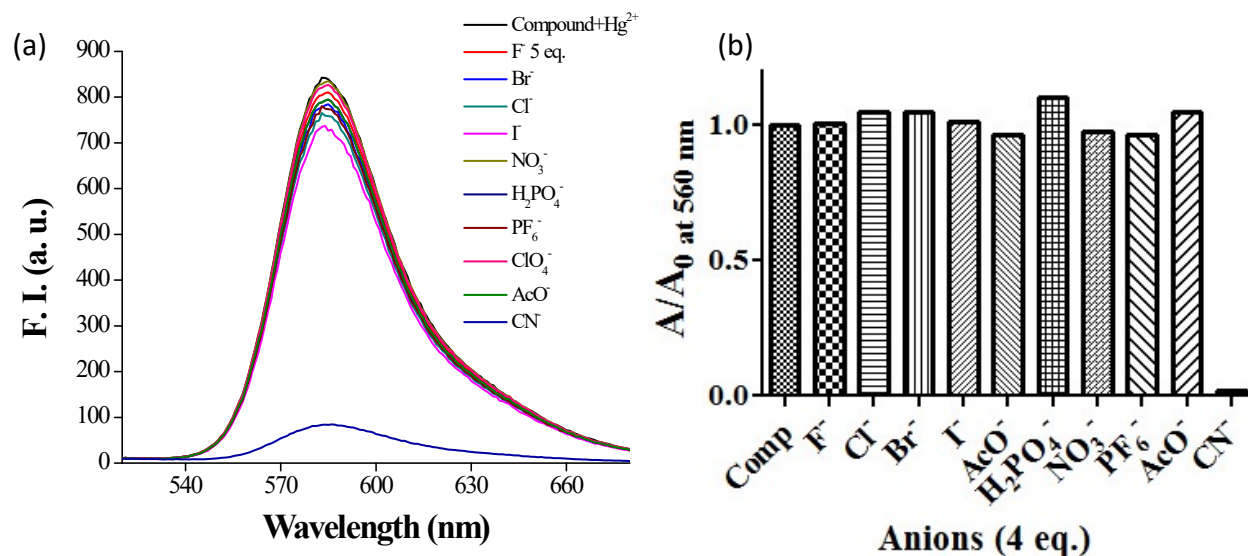 (a)
F. I. (a. u.)
900
800
700
600
500
400
300
200
100
0
540 570 600 630 660
Wavelength (nm)
Compound+Hg²⁺
F⁻ 5 eq.
Br⁻
Cl⁻
I⁻
NO₃⁻
H₂PO₄⁻
PF₆⁻
ClO₄⁻
AcO⁻
CN⁻
(b)
A/A₀ at 560 nm
1.0
0.5
0.0
Comp F⁻ Cl⁻ Br⁻ I⁻ AcO⁻ H₂PO₄⁻ NO₃⁻ PF₆⁻ AcO⁻ CN⁻
Anions (4 eq.)